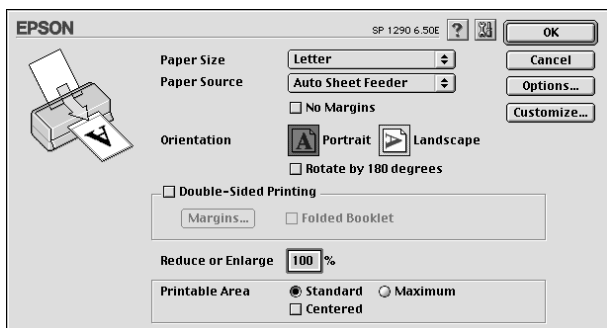 EPSON SP 1290 6.50E ? OK
Paper Size Letter Cancel
Paper Source Auto Sheet Feeder Options...
No Margins Customize...
Orientation A Portrait A Landscape
Rotate by 180 degrees
Double-Sided Printing
Margins... Folded Booklet
Reduce or Enlarge 100 %
Printable Area Standard Maximum
Centered
A